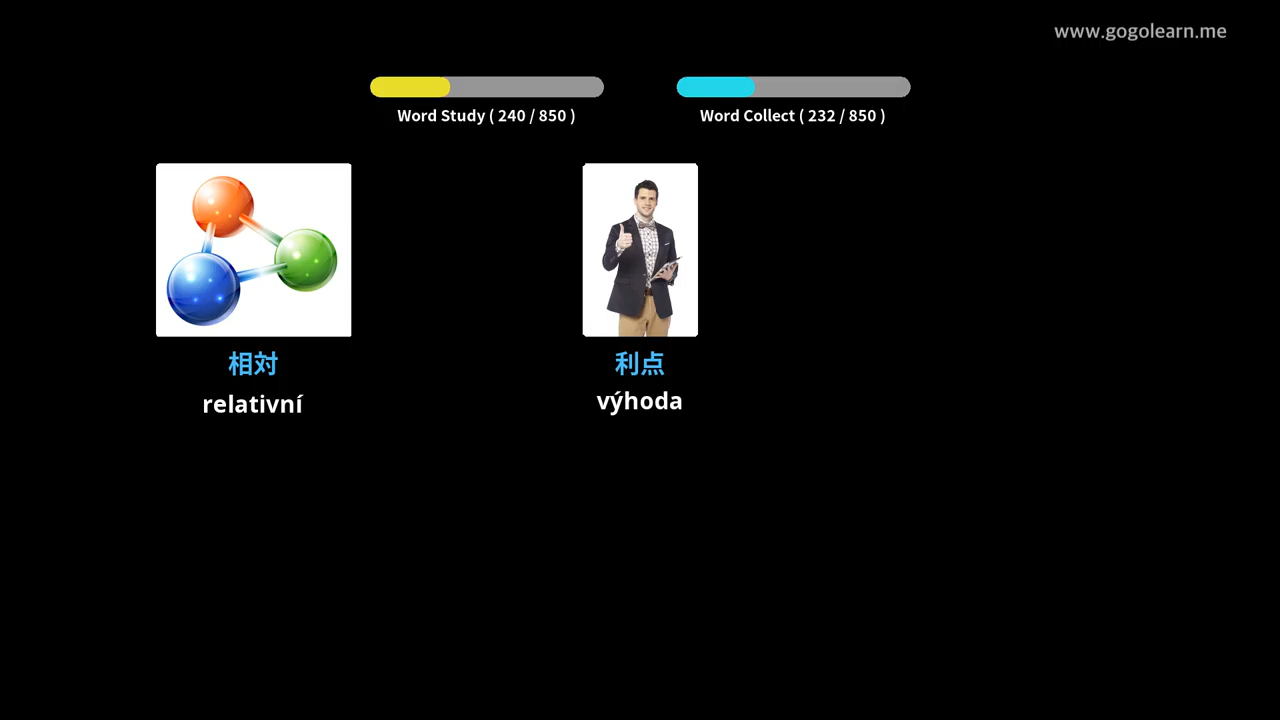 www.gogolearn.me
Word Study ( 240 / 850 )
Word Collect ( 232 / 850 )
相対
relativní
利点
výhoda